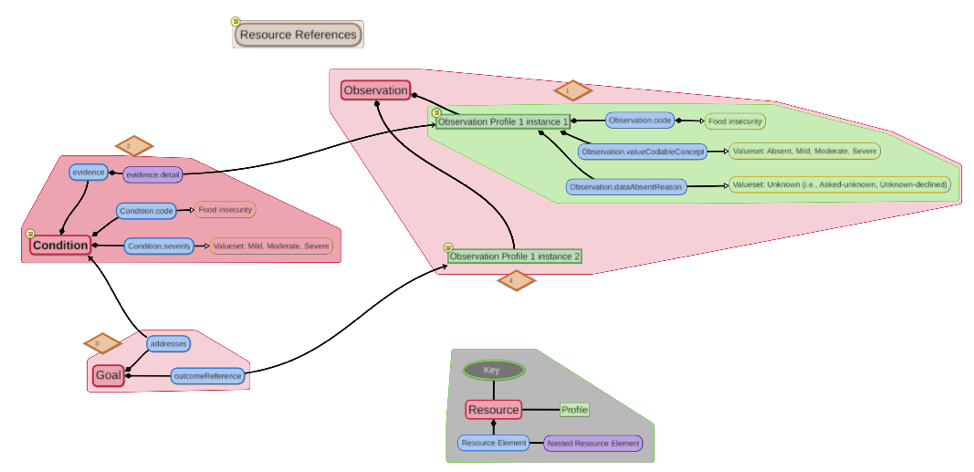 Resource References
Observation
1
Observation Profile 1 instance 1
Observation.code
Food insecurity
Observation.valueCodableConcept
Valueset: Absent, Mild, Moderate, Severe
Observation.dataAbsentReason
Valueset: Unknown (i.e., Asked-unknown, Unknown-declined)
2
evidence
evidence.detail
Condition.code
Food insecurity
Condition
Condition.severity
Valueset: Mild, Moderate, Severe
Observation Profile 1 instance 2
4
3
addresses
Goal
outcomeReference
Key
Resource
Profile
Resource Element
Nested Resource Element